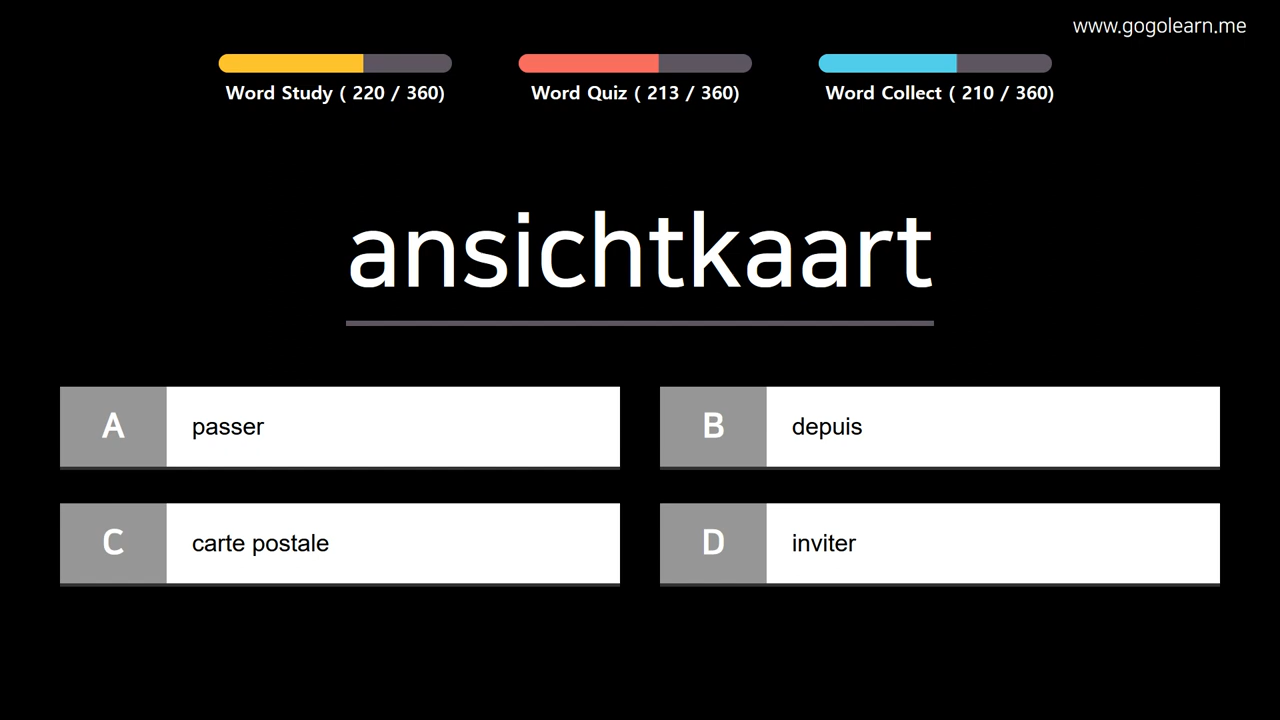 www.gogolearn.me
Word Study ( 220 / 360)
Word Quiz ( 213 / 360)
Word Collect ( 210 / 360)
ansichtkaart
A passer
B depuis
C carte postale
D inviter